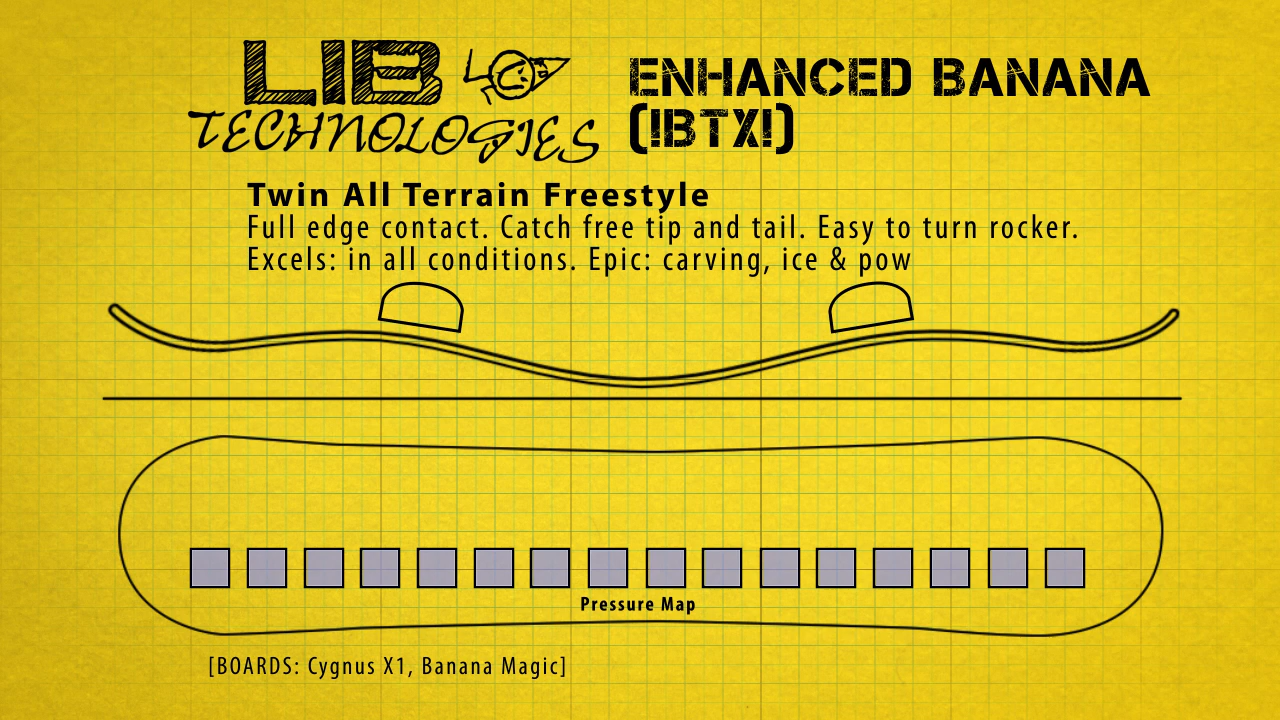 LIB
TECHNOLOGIES
ENHANCED BANANA
(!BTX!)
Twin All Terrain Freestyle
Full edge contact. Catch free tip and tail. Easy to turn rocker.
Excels: in all conditions. Epic: carving, ice & pow
Pressure Map
[BOARDS: Cygnus X1, Banana Magic]